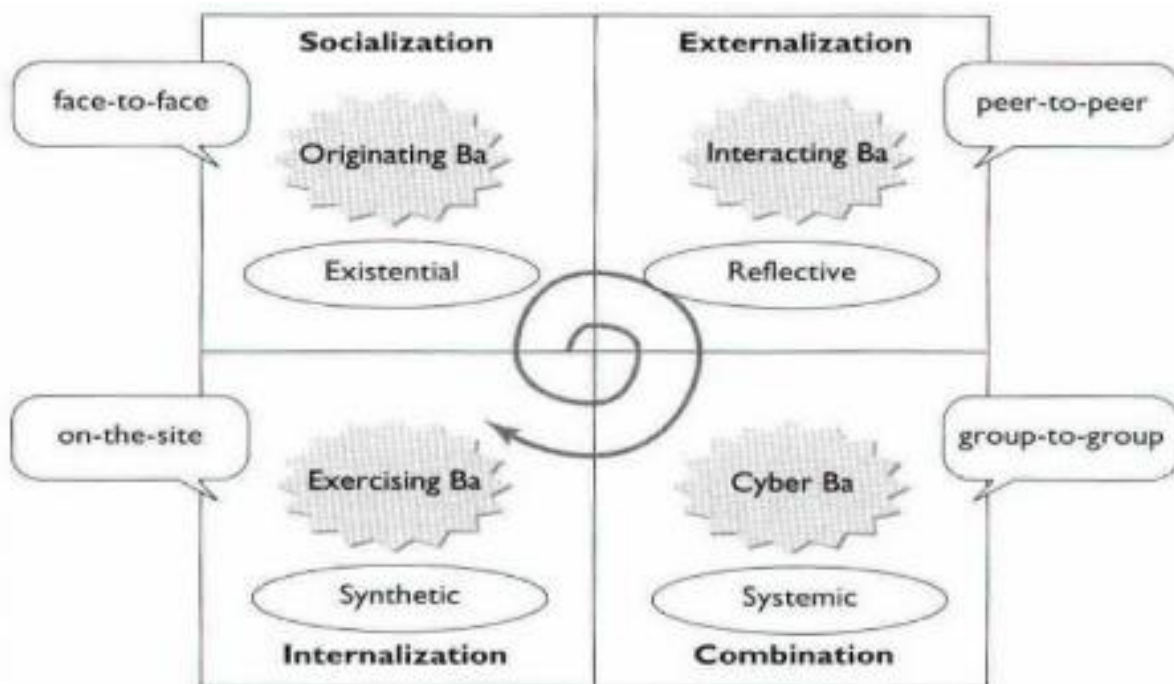 Socialization
Externalization
face-to-face
peer-to-peer
Originating Ba
Interacting Ba
Existential
Reflective
on-the-site
group-to-group
Exercising Ba
Cyber Ba
Synthetic
Systemic
Internalization
Combination